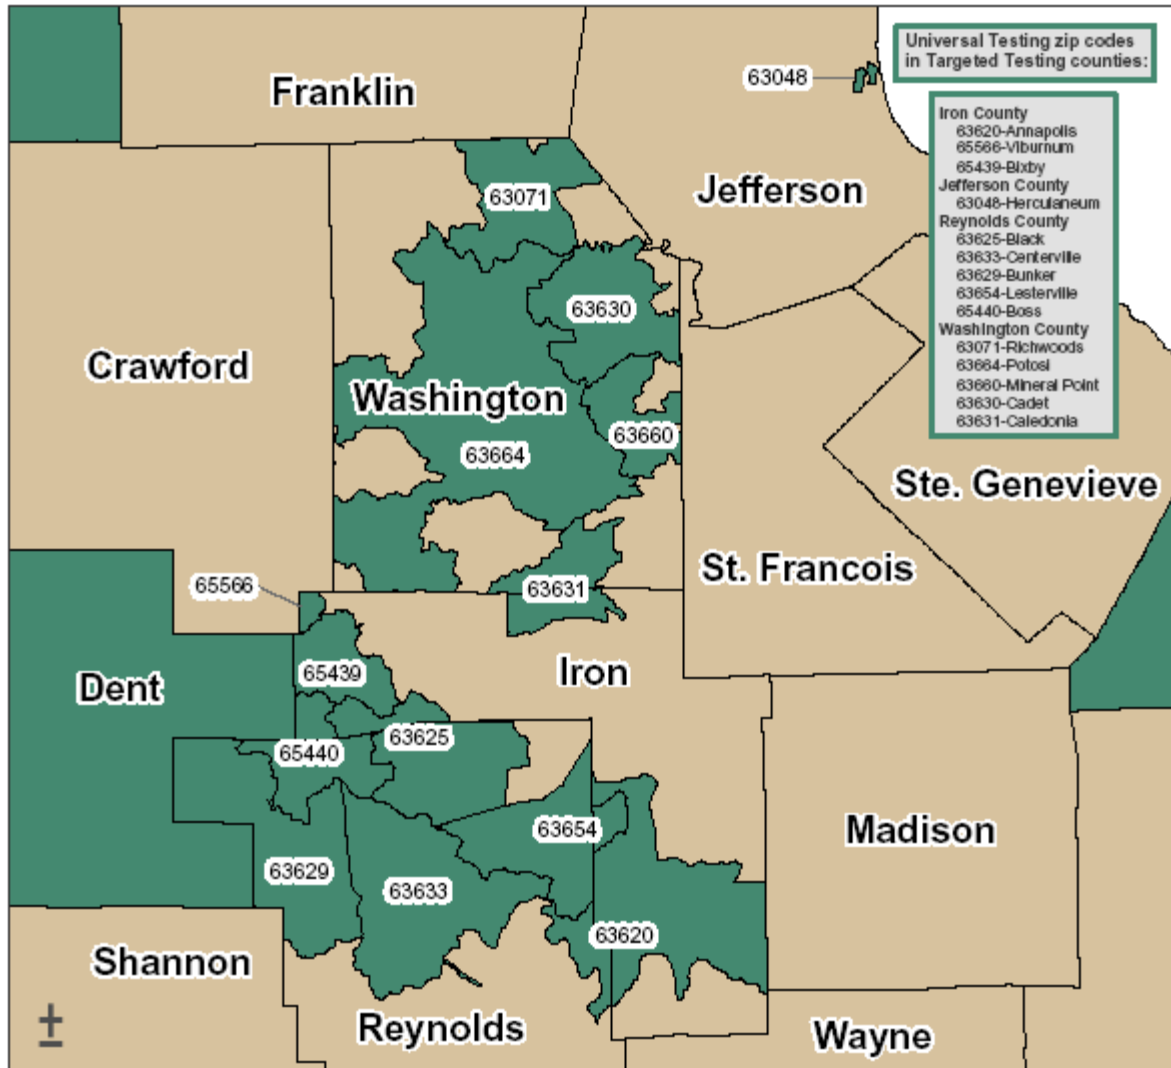 Universal Testing zip codes
in Targeted Testing counties:
63048
Franklin
Iron County
63620-Annapolis
65566-Viburnum
65439-Bixby
Jefferson County
63048-Herculaneum
Reynolds County
63625-Black
63633-Centerville
63629-Bunker
63654-Lesterville
65440-Boss
Washington County
63071-Richwoods
63664-Potosi
63660-Mineral Point
63630-Cadet
63631-Caledonia
Jefferson
63071
63630
Crawford
Washington
63660
63664
Ste. Genevieve
St. Francois
65566
63631
65439
Iron
Dent
63625
65440
63654
Madison
63629
63633
63620
Shannon
Reynolds
Wayne